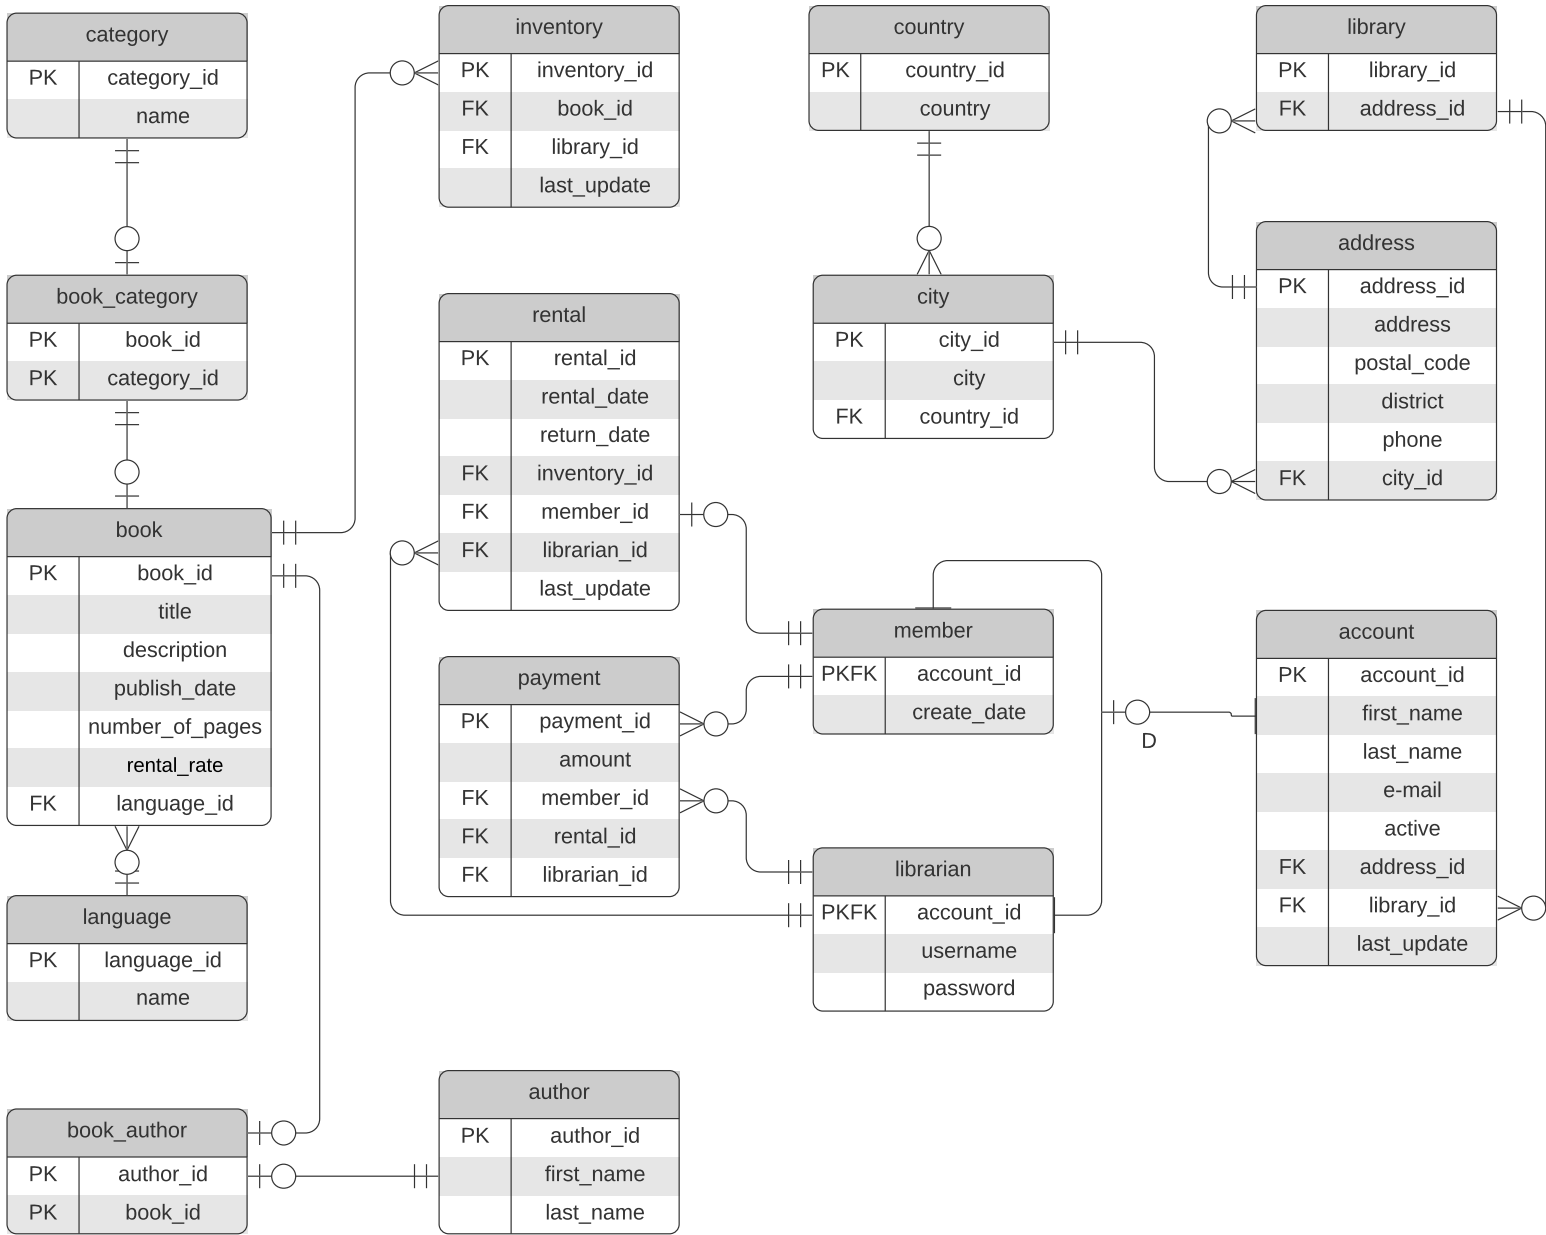 category
PK category_id
name
inventory
PK inventory_id
FK book_id
FK library_id
last_update
country
PK country_id
country
library
PK library_id
FK address_id
book_category
PK book_id
PK category_id
rental
PK rental_id
rental_date
return_date
FK inventory_id
FK member_id
FK librarian_id
last_update
city
PK city_id
city
FK country_id
address
PK address_id
address
postal_code
district
phone
FK city_id
book
PK book_id
title
description
publish_date
number_of_pages
rental_rate
FK language_id
payment
PK payment_id
amount
FK member_id
FK rental_id
FK librarian_id
member
PKFK account_id
create_date
D
account
PK account_id
first_name
last_name
e-mail
active
FK address_id
FK library_id
last_update
librarian
PKFK account_id
username
password
language
PK language_id
name
book_author
PK author_id
PK book_id
author
PK author_id
first_name
last_name